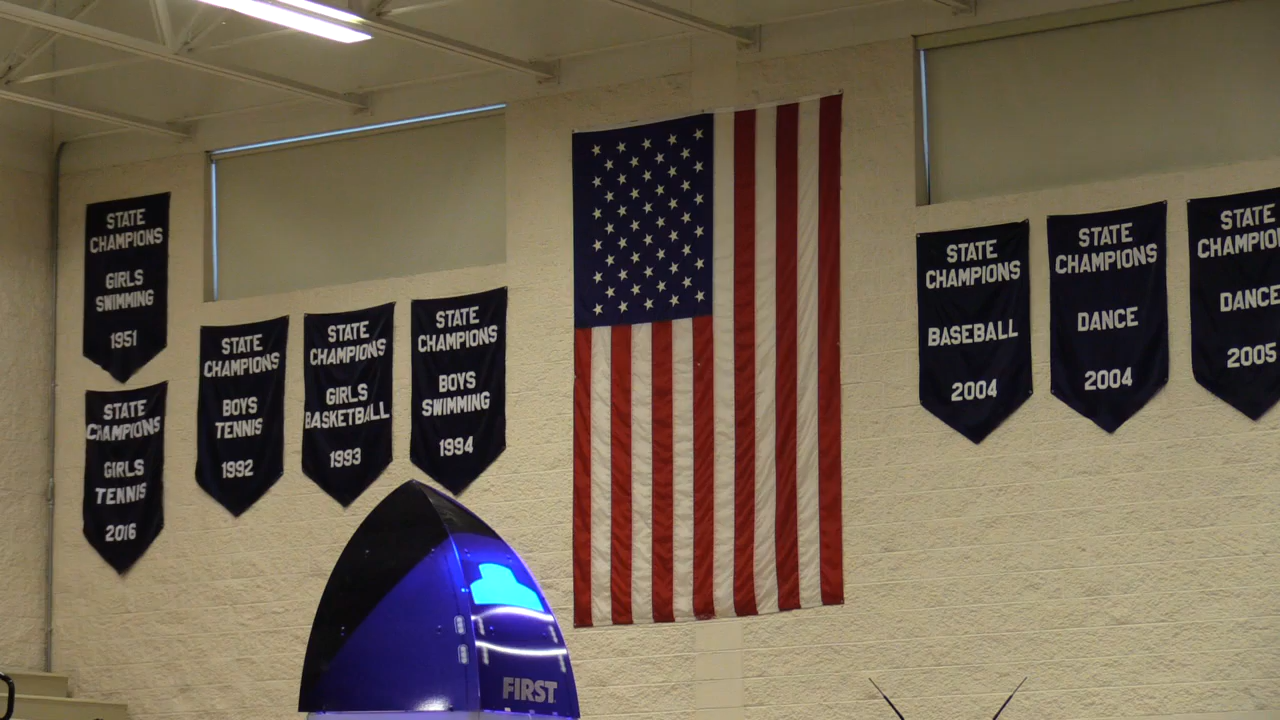 STATE
CHAMPIONS
GIRLS
SWIMMING
1951
STATE
CHAMPIONS
GIRLS
TENNIS
2016
STATE
CHAMPIONS
BOYS
TENNIS
1992
STATE
CHAMPIONS
GIRLS
BASKETBALL
1993
STATE
CHAMPIONS
BOYS
SWIMMING
1994
STATE
CHAMPIONS
BASEBALL
2004
STATE
CHAMPIONS
DANCE
2004
STATE
CHAMPION
DANCE
2005
FIRST